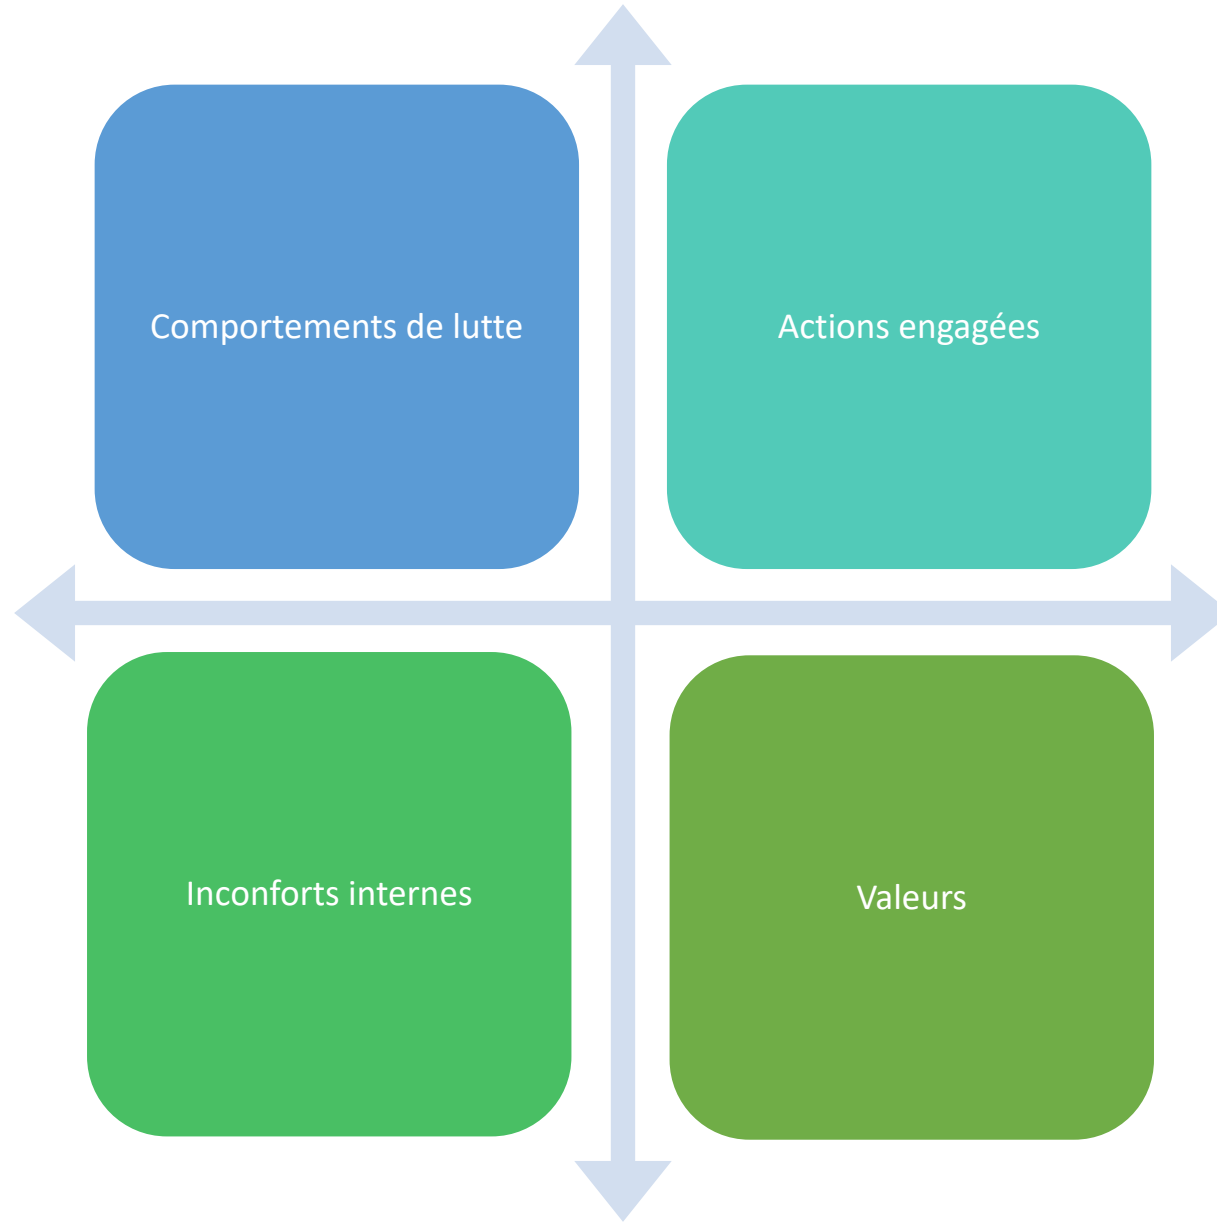 Comportements de lutte
Actions engagées
Inconforts internes
Valeurs